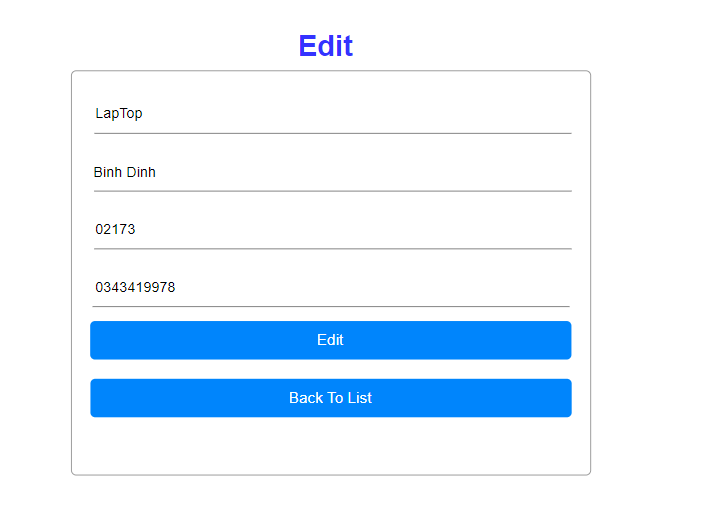 Edit
LapTop
Binh Dinh
02173
0343419978
Edit
Back To List